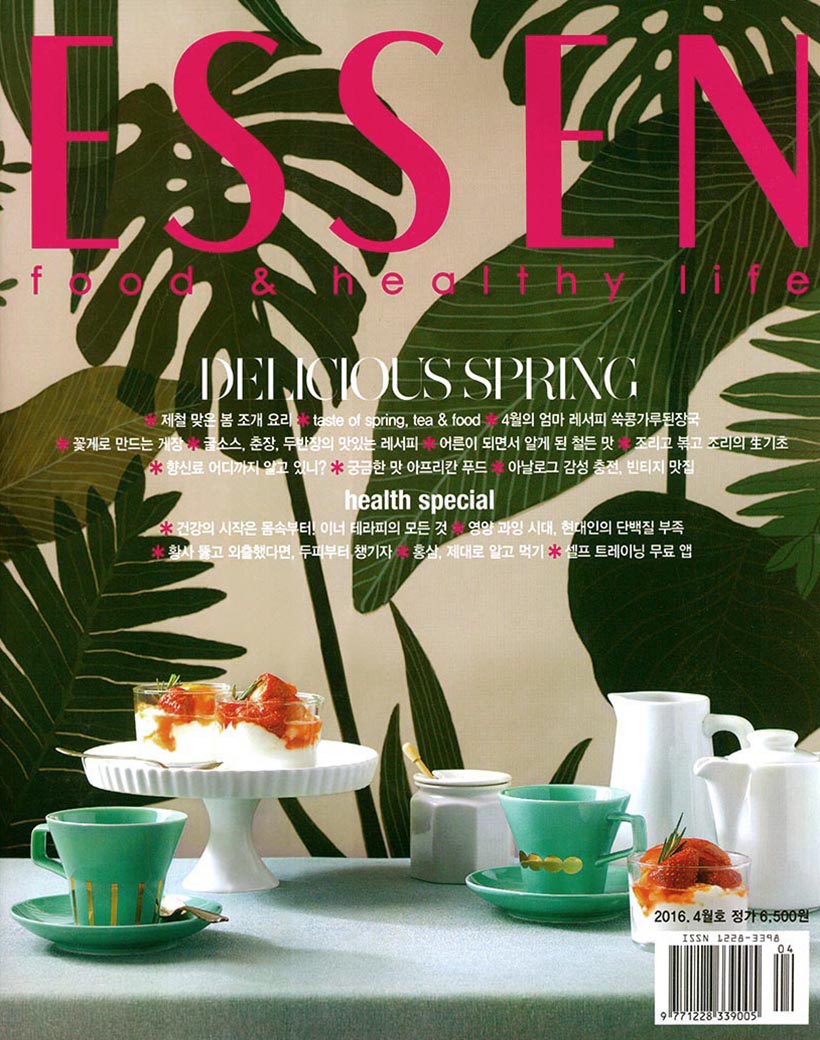 ESSEN
food & healthy life
DELICIOUS SPRING
* 제철 맞은 봄 조개 요리 * taste of spring, tea & food * 4월의 엄마 레서피 쑥콩가루된장국
* 꽃게로 만드는 게장 * 굴소스, 춘장, 두반장의 맛있는 레서피 * 어른이 되면서 알게 된 철든 맛 * 조리고 볶고 조리의 生기초
* 향신료 어디까지 알고 있니? * 궁금한 맛 아프리칸 푸드 * 아날로그 감성 충전, 빈티지 맛집
health special
* 건강의 시작은 몸속부터! 이너 테라피의 모든 것 * 영양 과잉 시대, 현대인의 단백질 부족
* 황사 뚫고 외출했다면, 두피부터 챙기자 * 홍삼, 제대로 알고 먹기 * 셀프 트레이닝 무료 앱
2016. 4월호 정가 6,500원
ISSN 1228-3398
04
9 771228 339005